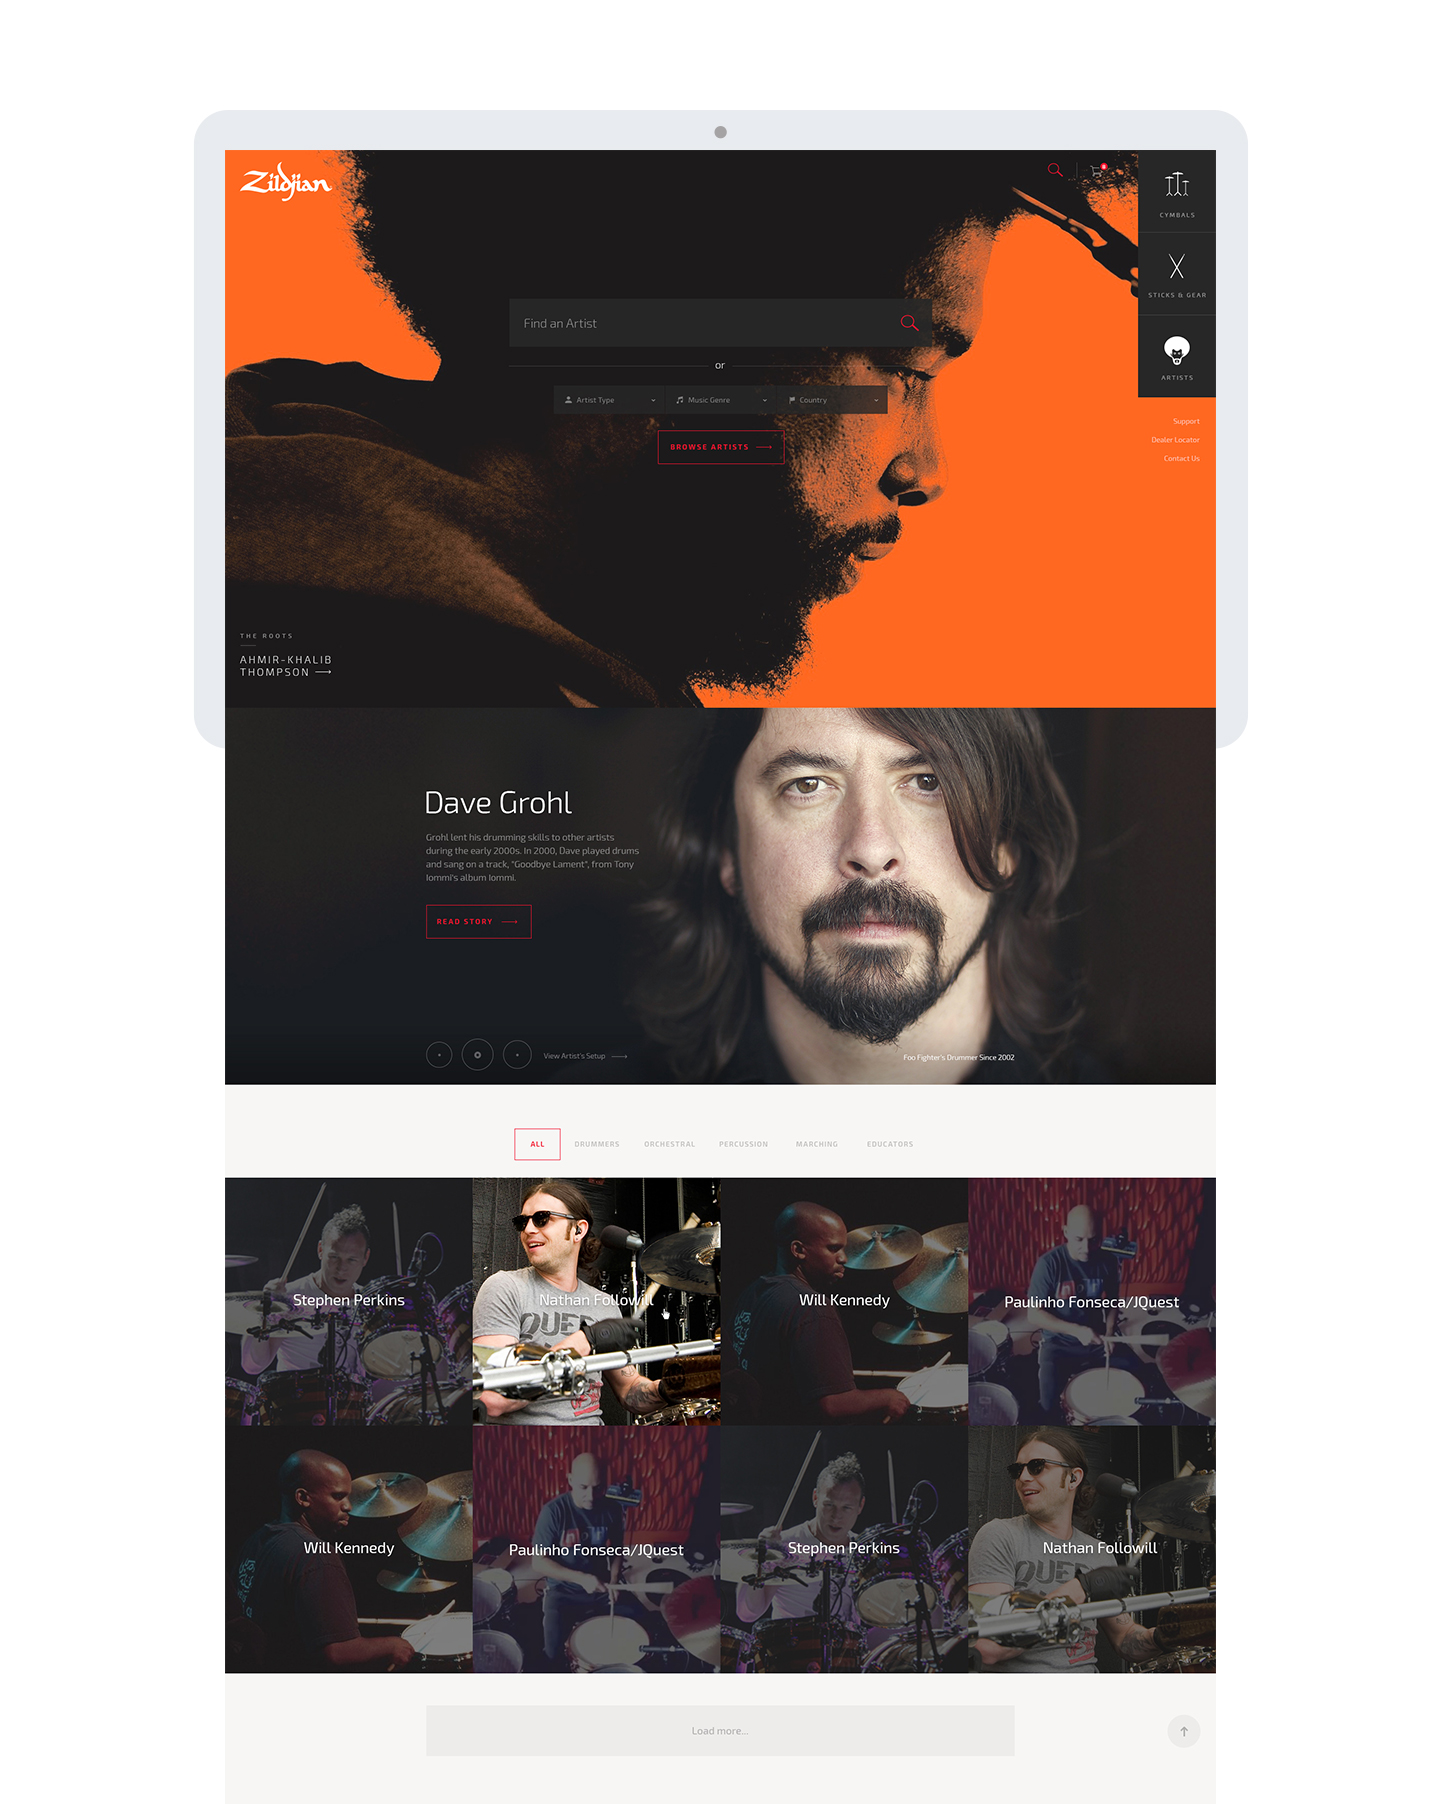 Zildjian
CYMBALS
STICKS & GEAR
ARTISTS
Support
Dealer Locator
Contact Us
Find an Artist
or
Artist Type
Music Genre
Country
BROWSE ARTISTS
THE ROOTS
AHMIR-KHALIB
THOMPSON
Dave Grohl
Grohl lent his drumming skills to other artists
during the early 2000s. In 2000, Dave played drums
and sang on a track, "Goodbye Lament", from Tony
Iommi's album Iommi.
READ STORY
View Artist's Setup
Foo Fighter's Drummer Since 2002
ALL
DRUMMERS
ORCHESTRAL
PERCUSSION
MARCHING
EDUCATORS
Stephen Perkins
Nathan Followill
Will Kennedy
Paulinho Fonseca/JQuest
Will Kennedy
Paulinho Fonseca/JQuest
Stephen Perkins
Nathan Followill
Load more...